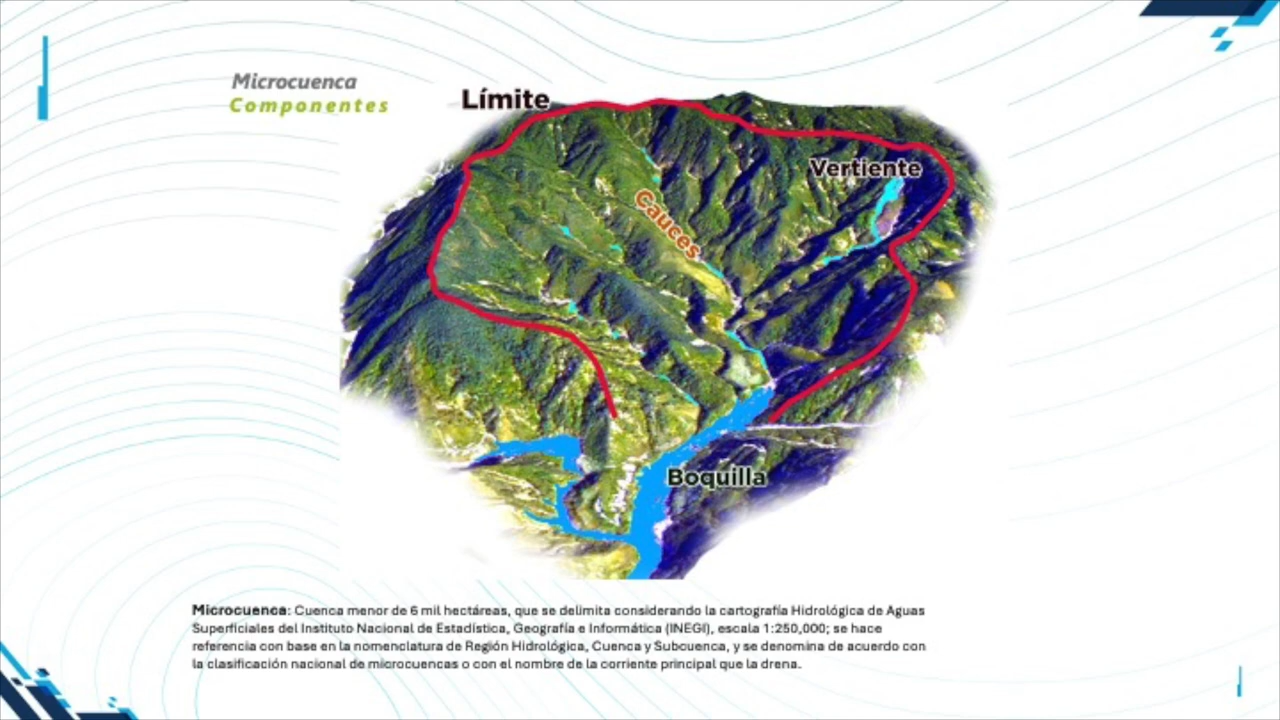 Microcuenca
Componentes
Límite
Vertiente
Cauces
Boquilla
Microcuenca: Cuenca menor de 6 mil hectáreas, que se delimita considerando la cartografía Hidrológica de Aguas
Superficiales del Instituto Nacional de Estadística, Geografía e Informática (INEGI), escala 1:250,000; se hace
referencia con base en la nomenclatura de Región Hidrológica, Cuenca y Subcuenca, y se denomina de acuerdo con
la clasificación nacional de microcuencas o con el nombre de la corriente principal que la drena.